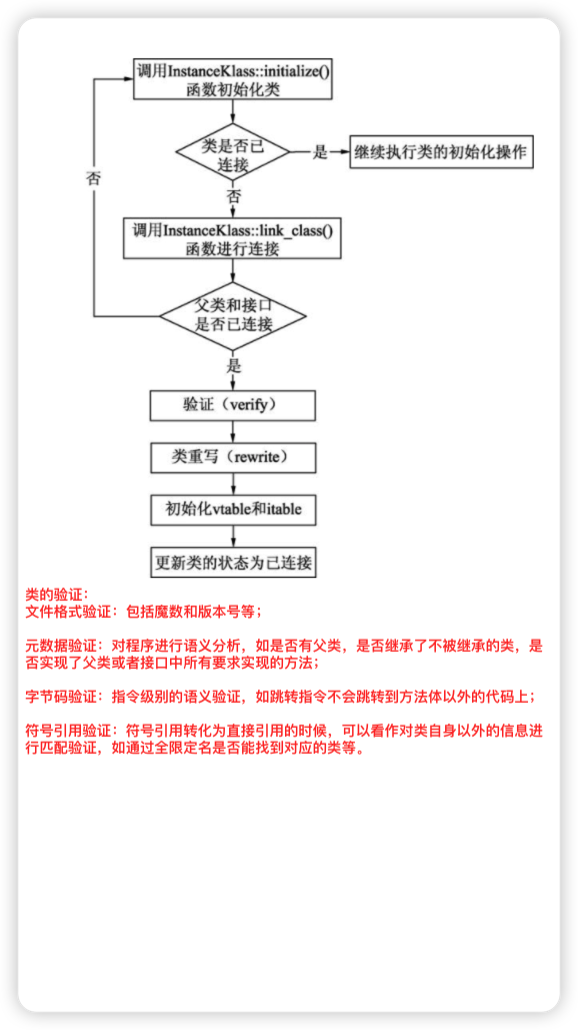 调用InstanceKlass::initialize()
函数初始化类
类是否已
连接
是
继续执行类的初始化操作
否
否
调用InstanceKlass::link_class()
函数进行连接
父类和接口
是否已连接
是
验证（verify）
类重写（rewrite）
初始化vtable和itable
更新类的状态为已连接
类的验证：
文件格式验证：包括魔数和版本号等；
元数据验证：对程序进行语义分析，如是否有父类，是否继承了不被继承的类，是
否实现了父类或者接口中所有要求实现的方法；
字节码验证：指令级别的语义验证，如跳转指令不会跳转到方法体以外的代码上；
符号引用验证：符号引用转化为直接引用的时候，可以看作对类自身以外的信息进
行匹配验证，如通过全限定名是否能找到对应的类等。